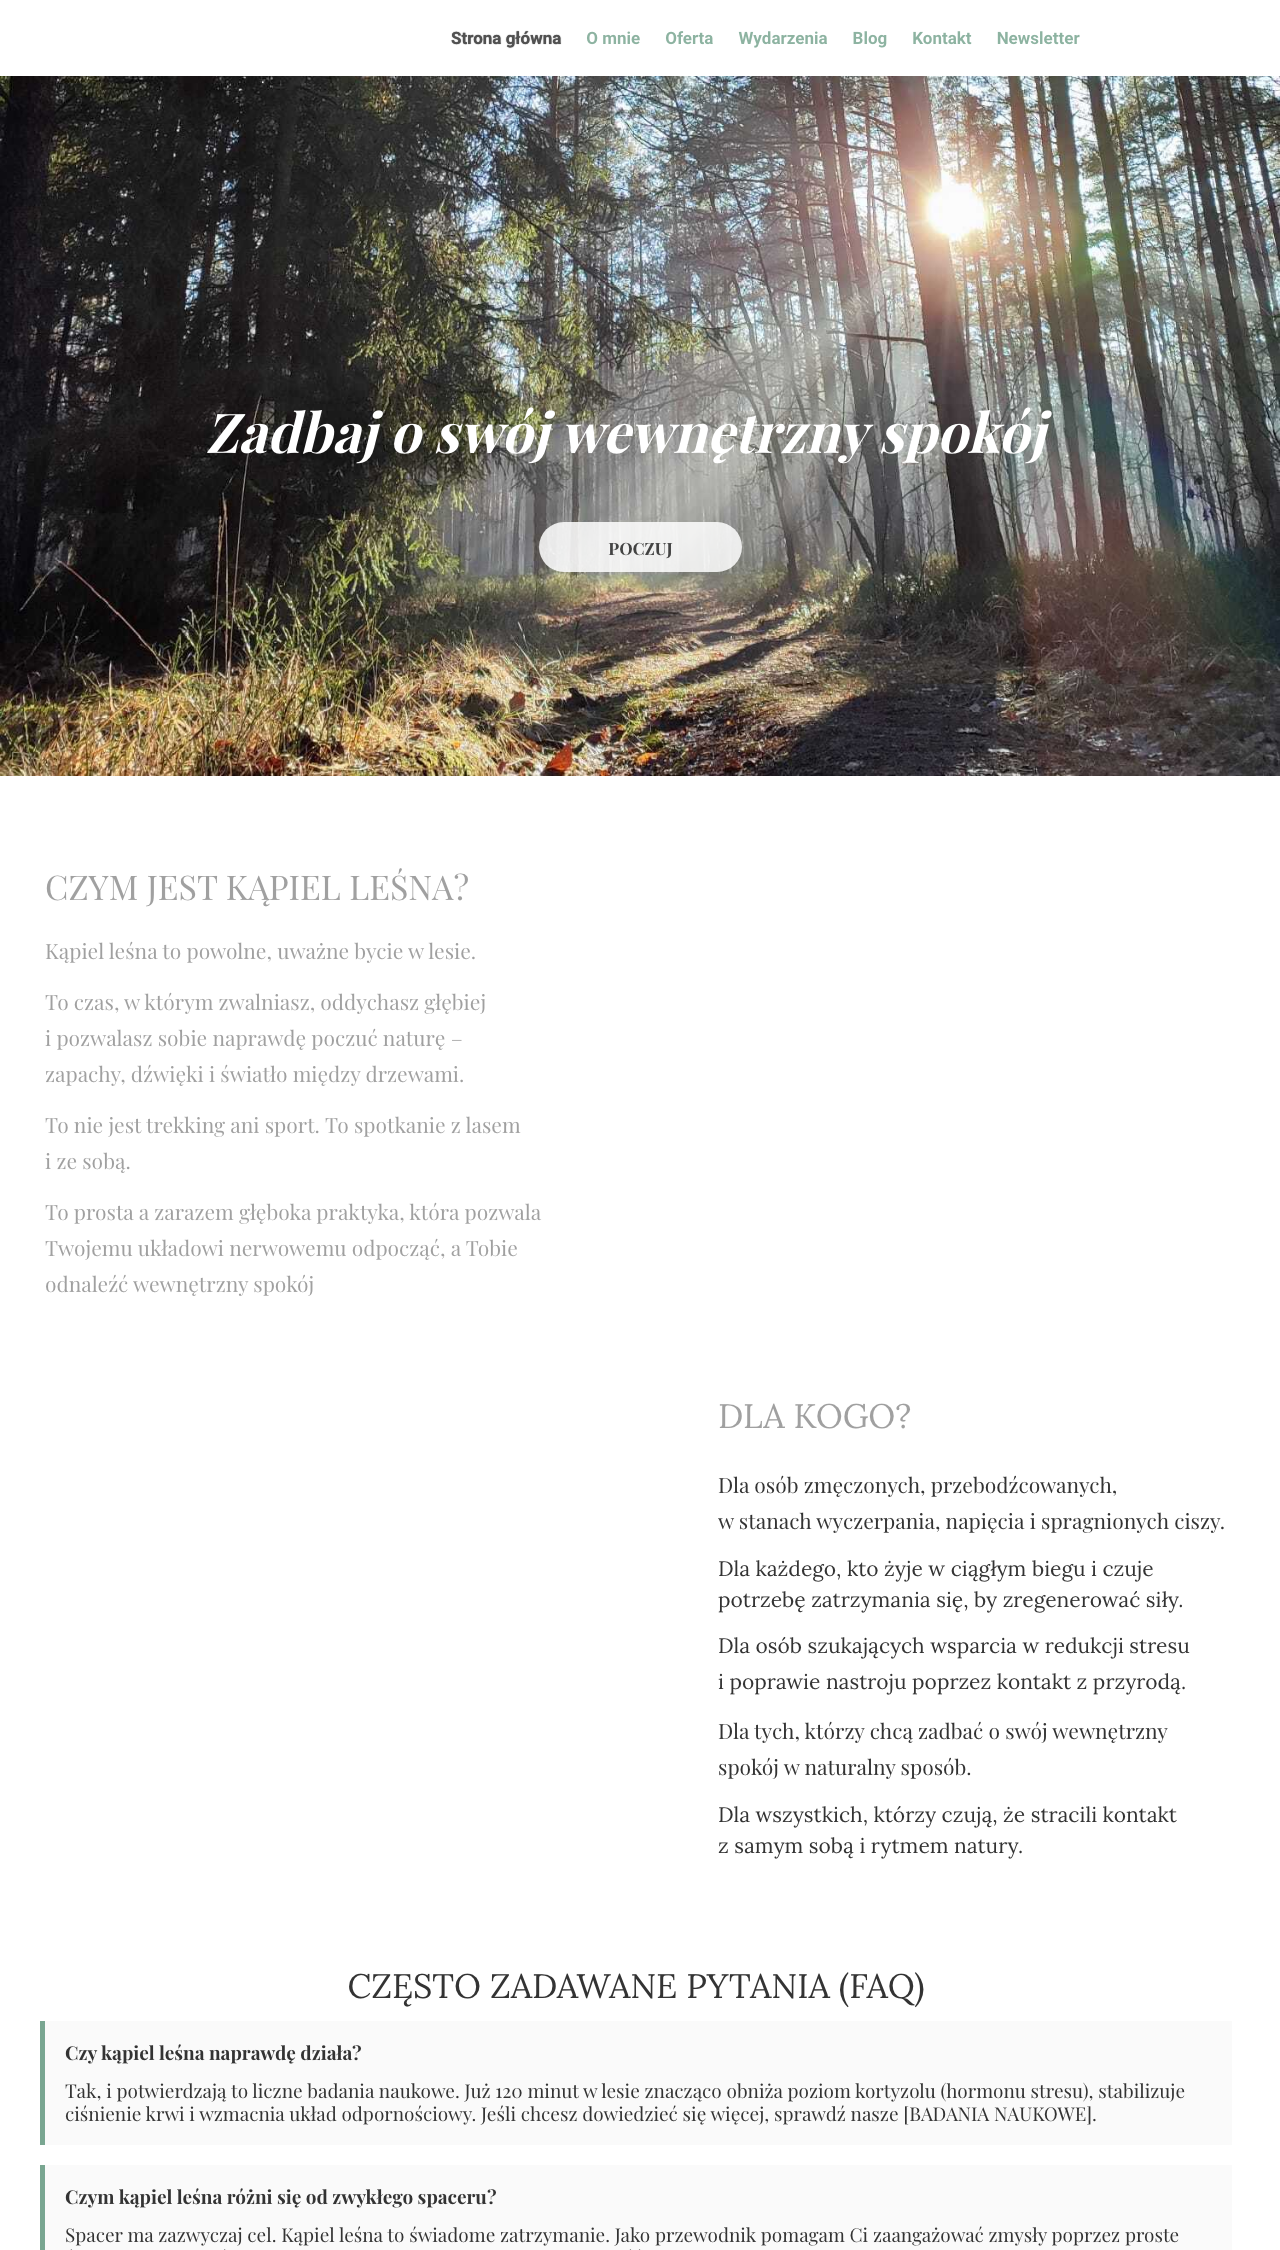 Strona główna O mnie Oferta Wydarzenia Blog Kontakt Newsletter
Zadbaj o swój wewnętrzny spokój
POCZUJ
CZYM JEST KĄPIEL LEŚNA?
Kąpiel leśna to powolne, uważne bycie w lesie.
To czas, w którym zwalniasz, oddychasz głębiej
i pozwalasz sobie naprawdę poczuć naturę –
zapachy, dźwięki i światło między drzewami.
To nie jest trekking ani sport. To spotkanie z lasem
i ze sobą.
To prosta a zarazem głęboka praktyka, która pozwala
Twojemu układowi nerwowemu odpocząć, a Tobie
odnaleźć wewnętrzny spokój
DLA KOGO?
Dla osób zmęczonych, przebodźcowanych,
w stanach wyczerpania, napięcia i spragnionych ciszy.
Dla każdego, kto żyje w ciągłym biegu i czuje
potrzebę zatrzymania się, by zregenerować siły.
Dla osób szukających wsparcia w redukcji stresu
i poprawie nastroju poprzez kontakt z przyrodą.
Dla tych, którzy chcą zadbać o swój wewnętrzny
spokój w naturalny sposób.
Dla wszystkich, którzy czują, że stracili kontakt
z samym sobą i rytmem natury.
CZĘSTO ZADAWANE PYTANIA (FAQ)
Czy kąpiel leśna naprawdę działa?
Tak, i potwierdzają to liczne badania naukowe. Już 120 minut w lesie znacząco obniża poziom kortyzolu (hormonu stresu), stabilizuje
ciśnienie krwi i wzmacnia układ odpornościowy. Jeśli chcesz dowiedzieć się więcej, sprawdź nasze [BADANIA NAUKOWE].
Czym kąpiel leśna różni się od zwykłego spaceru?
Spacer ma zazwyczaj cel. Kąpiel leśna to świadome zatrzymanie. Jako przewodnik pomagam Ci zaangażować zmysły poprzez proste